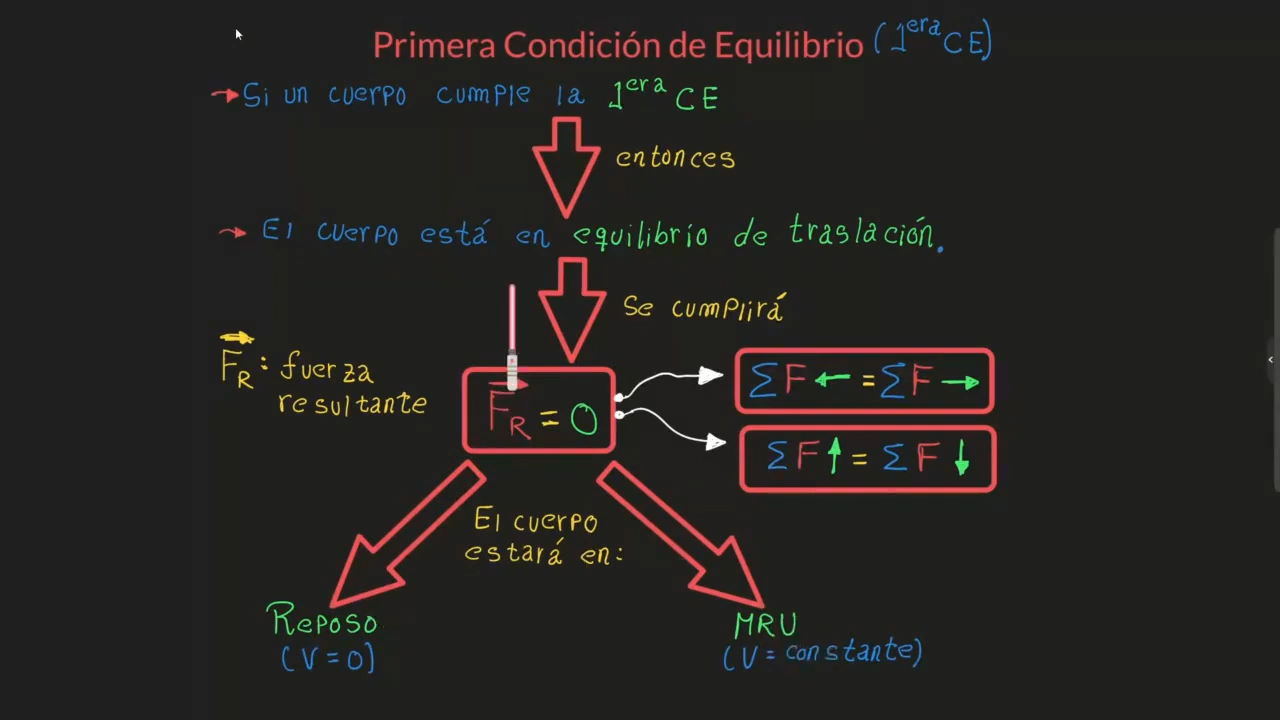 Primera Condición de Equilibrio (1era CE)
→ Si un cuerpo cumple la 1era CE
entonces
→ El cuerpo está en equilibrio de traslación.
Se cumplirá
FR : fuerza
resultante
FR = 0
ΣF ← = ΣF →
ΣF ↑ = ΣF ↓
El cuerpo
estará en:
Reposo
(V = 0)
MRU
(V = constante)